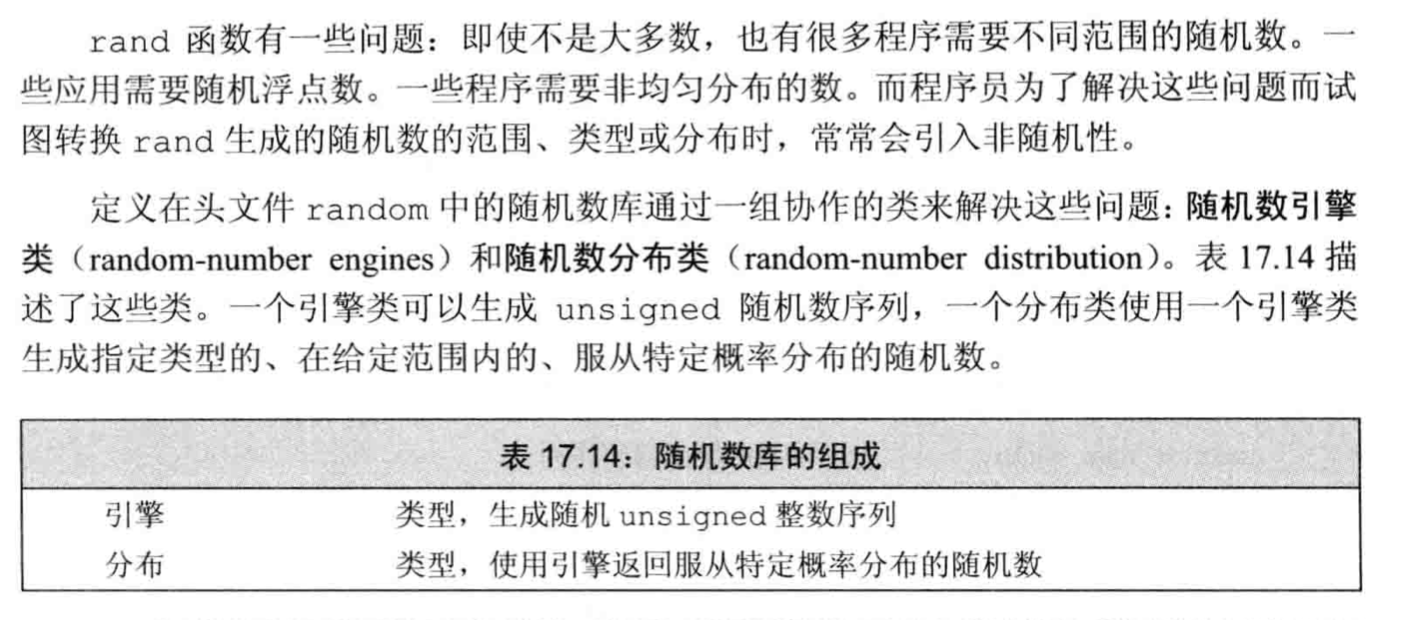 rand 函数有一些问题：即使不是大多数，也有很多程序需要不同范围的随机数。一
些应用需要随机浮点数。一些程序需要非均匀分布的数。而程序员为了解决这些问题而试
图转换 rand 生成的随机数的范围、类型或分布时，常常会引入非随机性。
定义在头文件 random 中的随机数库通过一组协作的类来解决这些问题：随机数引擎
类（random-number engines）和随机数分布类（random-number distribution）。表 17.14 描
述了这些类。一个引擎类可以生成 unsigned 随机数序列，一个分布类使用一个引擎类
生成指定类型的、在给定范围内的、服从特定概率分布的随机数。
表 17.14：随机数库的组成
引擎 类型，生成随机 unsigned 整数序列
分布 类型，使用引擎返回服从特定概率分布的随机数